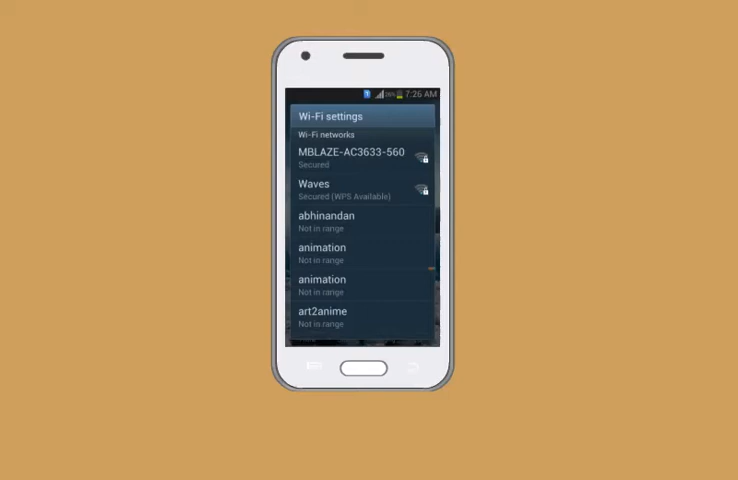 7:26 AM
Wi-Fi settings
Wi-Fi networks
MBLAZE-AC3633-560
Secured
Waves
Secured (WPS Available)
abhinandan
Not in range
animation
Not in range
animation
Not in range
art2anime
Not in range